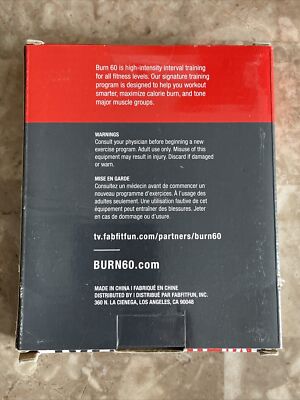 Burn 60 is high-intensity interval training
for all fitness levels. Our signature training
program is designed to help you workout
smarter, maximize calorie burn, and tone
major muscle groups.
WARNINGS
Consult your physician before beginning a new
exercise program. Adult use only. Misuse of this
equipment may result in injury. Discard if damaged
or warn.
MISE EN GARDE
Consultez un médecin avant de commencer un
nouveau programme d'exercices. À l'usage des
adultes seulement. Une utilisation fautive de cet
équipement peut entraîner des blessures. Jeter
en cas de dommage ou d'usure.
tv.fabfitfun.com/partners/burn60
BURN60.com
MADE IN CHINA I FABRIQUÉ EN CHINE
DISTRIBUTED BY I DISTRIBUÉ PAR FABFITFUN, INC.
360 N. LA CIENEGA, LOS ANGELES, CA 90048